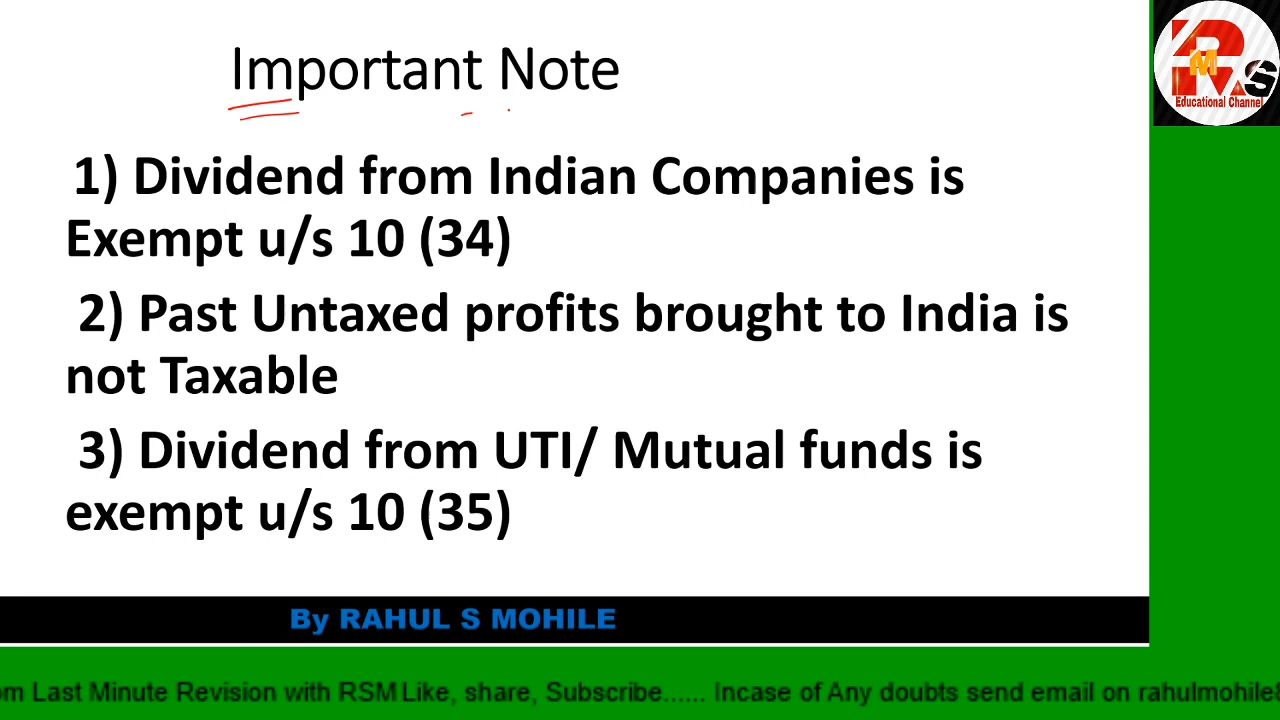 Important Note
1) Dividend from Indian Companies is
Exempt u/s 10 (34)
2) Past Untaxed profits brought to India is
not Taxable
3) Dividend from UTI/ Mutual funds is
exempt u/s 10 (35)
By RAHUL S MOHILE
Last Minute Revision with RSM Like, share, Subscribe...... Incase of Any doubts send email on
R
M
S
Educational Channel